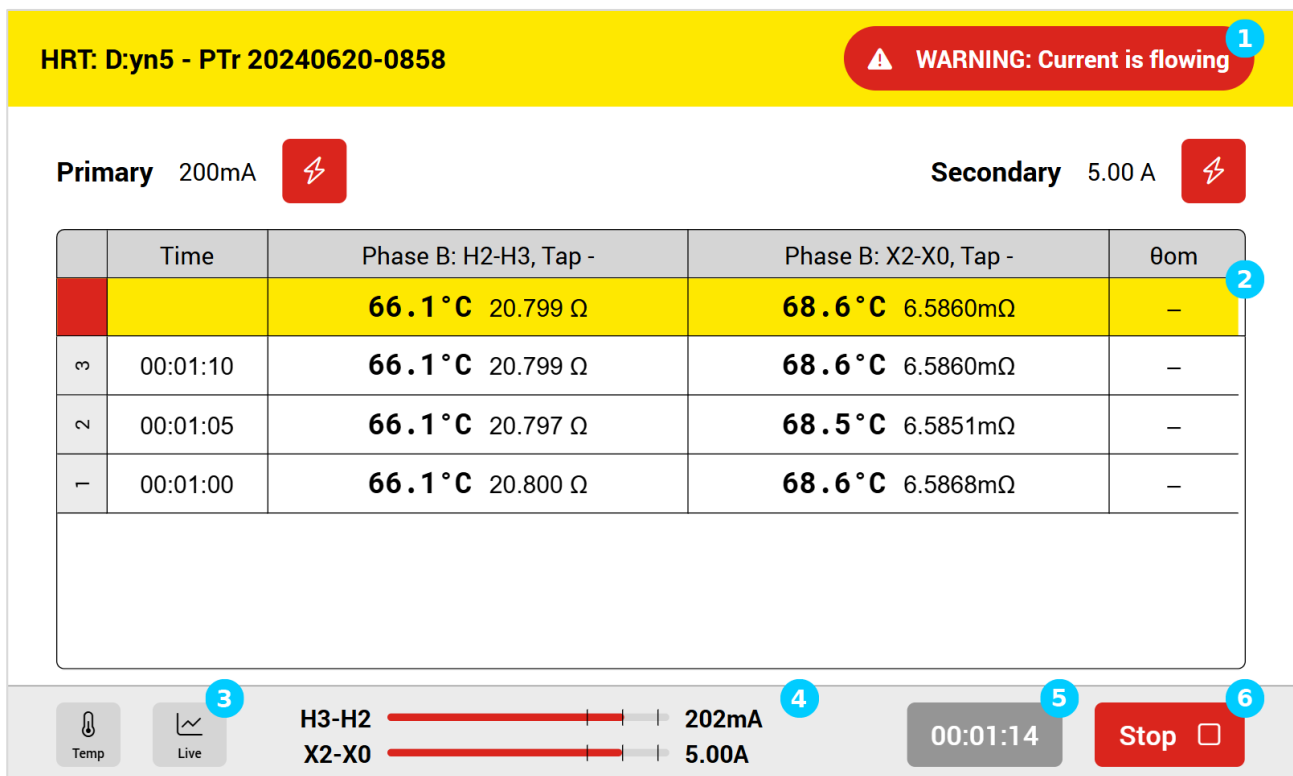 HRT: D:yn5 - PTr 20240620-0858
WARNING: Current is flowing
1
Primary 200mA
Secondary 5.00 A
Time Phase B: H2-H3, Tap - Phase B: X2-X0, Tap - θom
2
66.1°C 20.799 Ω 68.6°C 6.5860mΩ –
3 00:01:10 66.1°C 20.799 Ω 68.6°C 6.5860mΩ –
2 00:01:05 66.1°C 20.797 Ω 68.5°C 6.5851mΩ –
1 00:01:00 66.1°C 20.800 Ω 68.6°C 6.5868mΩ –
Temp
3
Live
H3-H2 202mA
X2-X0 5.00A
4
5
00:01:14
6
Stop